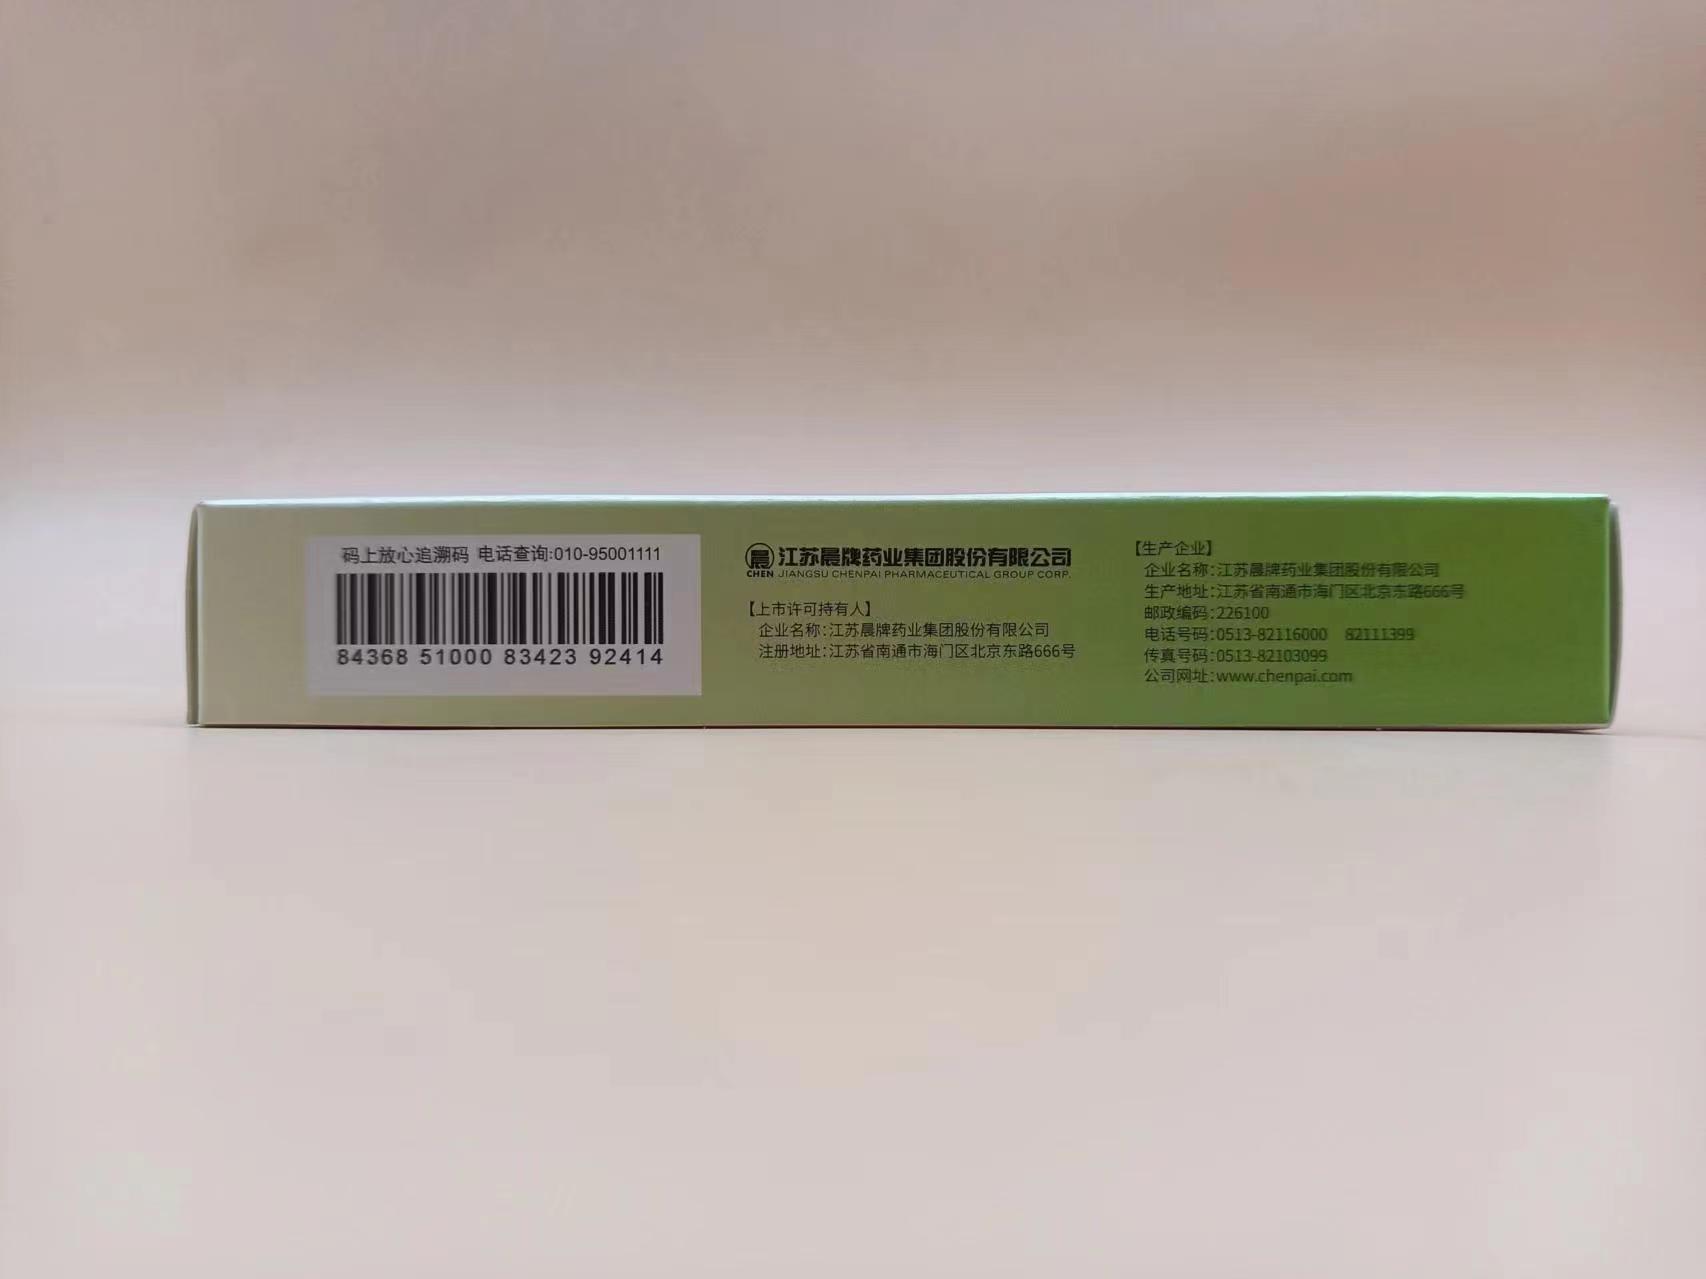 码上放心追溯码 电话查询:010-95001111
84368 51000 83423 92414
晨 江苏晨牌药业集团股份有限公司
CHEN JIANGSU CHENPAI PHARMACEUTICAL GROUP CORP.
【上市许可持有人】
企业名称:江苏晨牌药业集团股份有限公司
注册地址:江苏省南通市海门区北京东路666号
【生产企业】
企业名称:江苏晨牌药业集团股份有限公司
生产地址:江苏省南通市海门区北京东路666号
邮政编码:226100
电话号码:0513-82116000 82111399
传真号码:0513-82103099
公司网址:www.chenpai.com